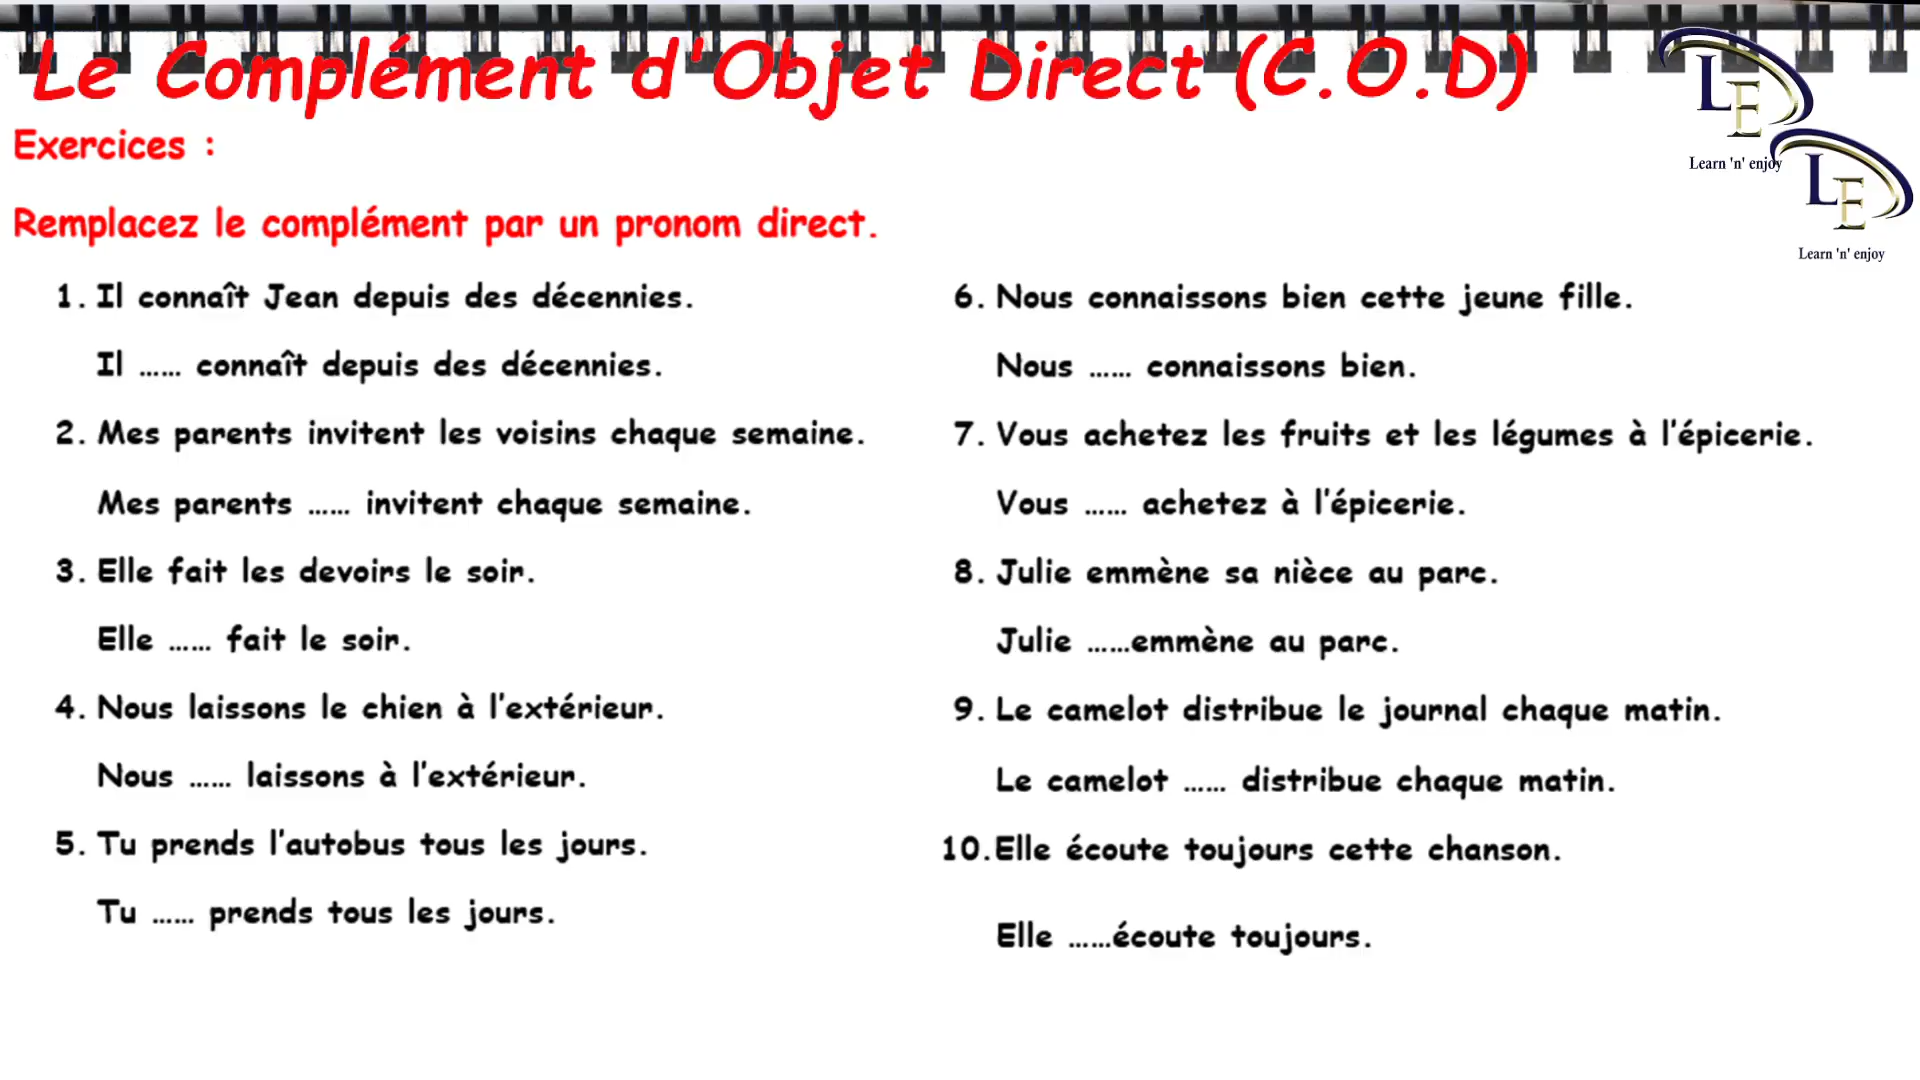 Le Complément d'Objet Direct (C.O.D)
Exercices :
Remplacez le complément par un pronom direct.
1. Il connaît Jean depuis des décennies.
Il …… connaît depuis des décennies.
2. Mes parents invitent les voisins chaque semaine.
Mes parents …… invitent chaque semaine.
3. Elle fait les devoirs le soir.
Elle …… fait le soir.
4. Nous laissons le chien à l'extérieur.
Nous …… laissons à l'extérieur.
5. Tu prends l'autobus tous les jours.
Tu …… prends tous les jours.
6. Nous connaissons bien cette jeune fille.
Nous …… connaissons bien.
7. Vous achetez les fruits et les légumes à l'épicerie.
Vous …… achetez à l'épicerie.
8. Julie emmène sa nièce au parc.
Julie ……emmène au parc.
9. Le camelot distribue le journal chaque matin.
Le camelot …… distribue chaque matin.
10.Elle écoute toujours cette chanson.
Elle ……écoute toujours.
LE
Learn 'n' enjoy
LE
Learn 'n' enjoy